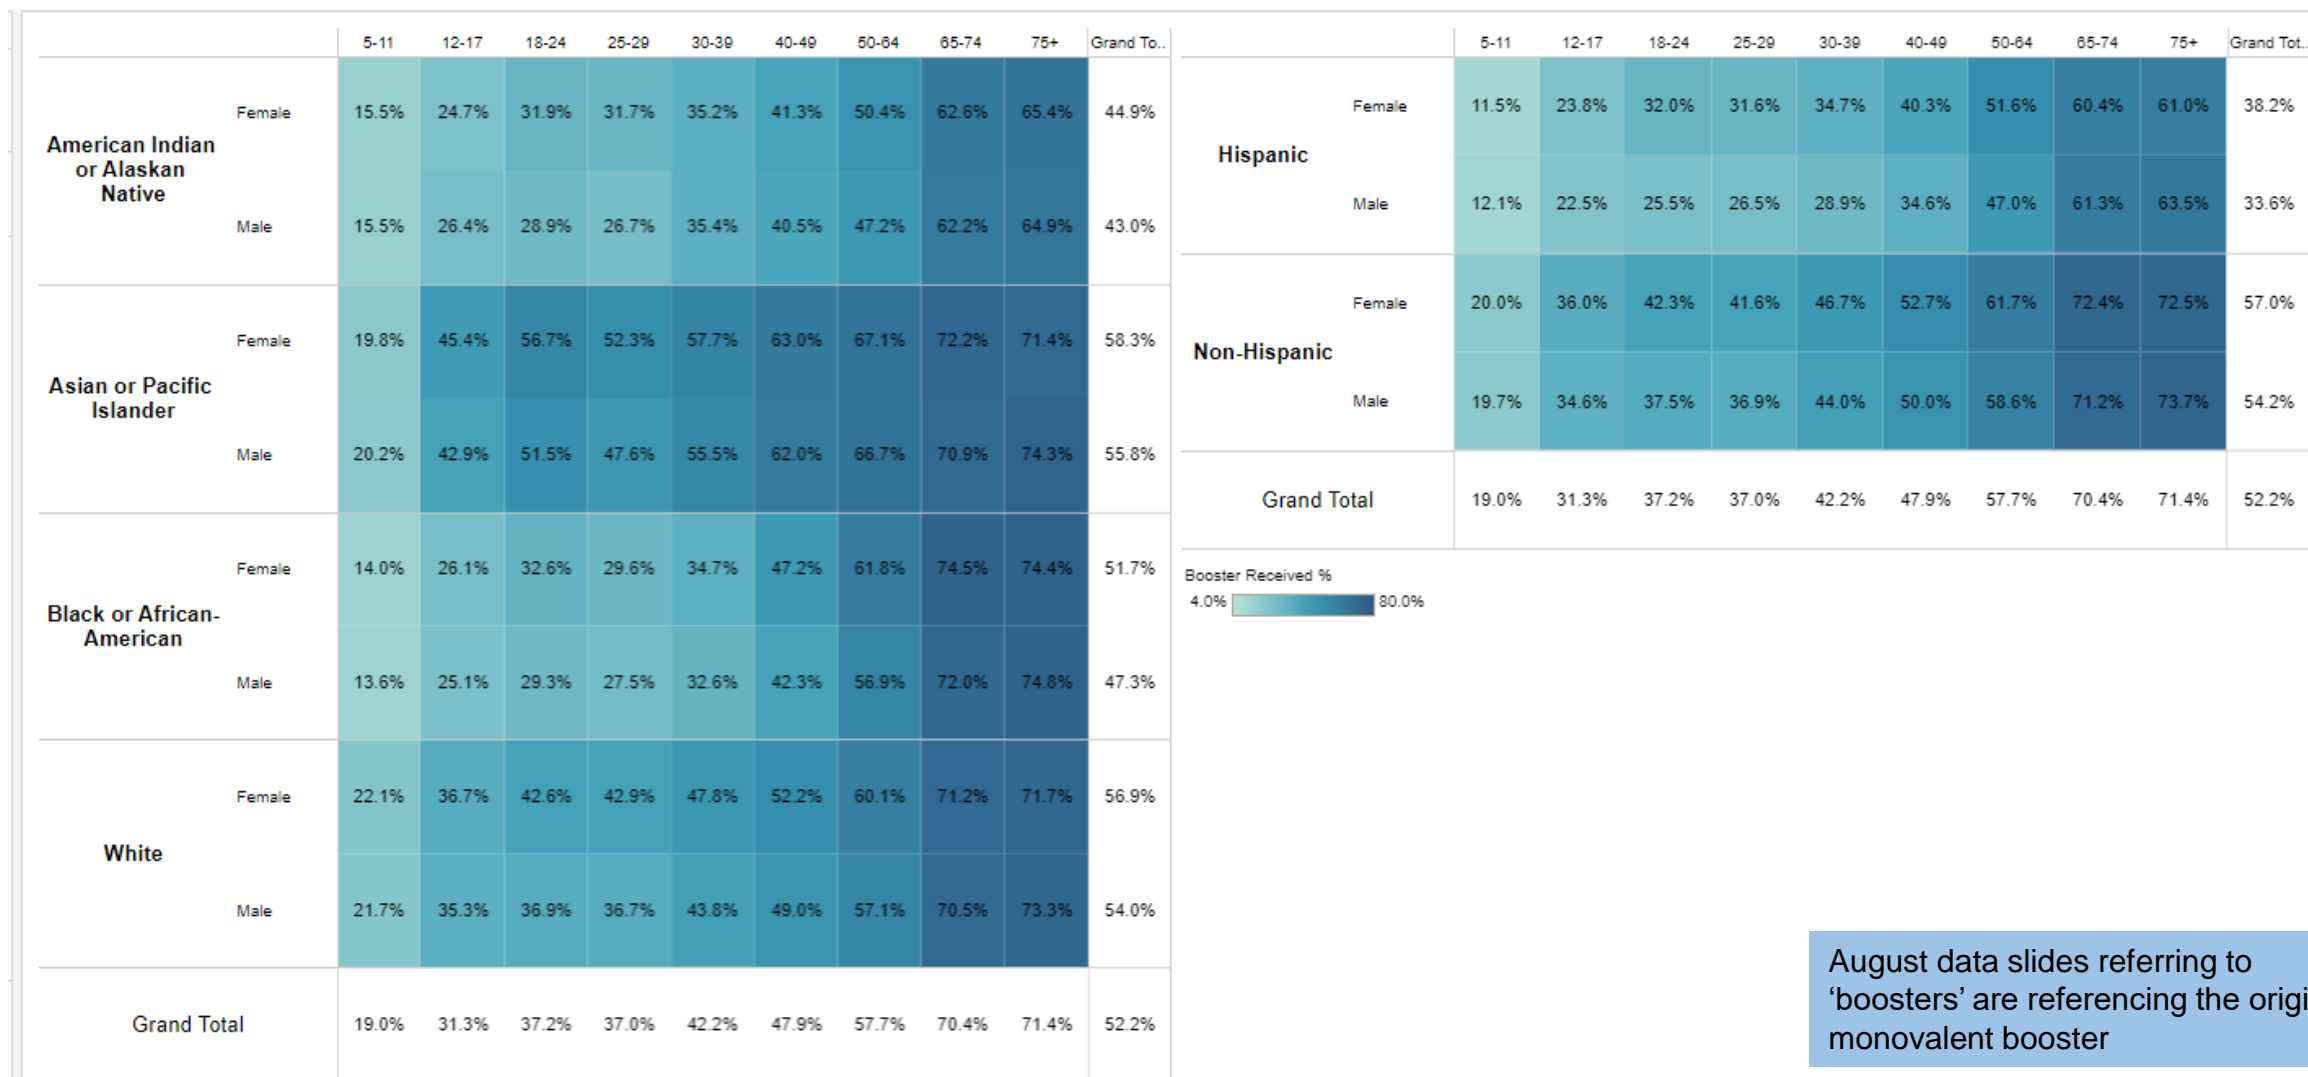 5-11 12-17 18-24 25-29 30-39 40-49 50-64 65-74 75+ Grand To..
American Indian
or Alaskan
Native
Female 15.5% 24.7% 31.9% 31.7% 35.2% 41.3% 50.4% 62.6% 65.4% 44.9%
Male 15.5% 26.4% 28.9% 26.7% 35.4% 40.5% 47.2% 62.2% 64.9% 43.0%
Asian or Pacific
Islander
Female 19.8% 45.4% 56.7% 52.3% 57.7% 63.0% 67.1% 72.2% 71.4% 58.3%
Male 20.2% 42.9% 51.5% 47.6% 55.5% 62.0% 66.7% 70.9% 74.3% 55.8%
Black or African-
American
Female 14.0% 26.1% 32.6% 29.6% 34.7% 47.2% 61.8% 74.5% 74.4% 51.7%
Male 13.6% 25.1% 29.3% 27.5% 32.6% 42.3% 56.9% 72.0% 74.8% 47.3%
White
Female 22.1% 36.7% 42.6% 42.9% 47.8% 52.2% 60.1% 71.2% 71.7% 56.9%
Male 21.7% 35.3% 36.9% 36.7% 43.8% 49.0% 57.1% 70.5% 73.3% 54.0%
Grand Total 19.0% 31.3% 37.2% 37.0% 42.2% 47.9% 57.7% 70.4% 71.4% 52.2%
5-11 12-17 18-24 25-29 30-39 40-49 50-64 65-74 75+ Grand Tot..
Hispanic
Female 11.5% 23.8% 32.0% 31.6% 34.7% 40.3% 51.6% 60.4% 61.0% 38.2%
Male 12.1% 22.5% 25.5% 26.5% 28.9% 34.6% 47.0% 61.3% 63.5% 33.6%
Non-Hispanic
Female 20.0% 36.0% 42.3% 41.6% 46.7% 52.7% 61.7% 72.4% 72.5% 57.0%
Male 19.7% 34.6% 37.5% 36.9% 44.0% 50.0% 58.6% 71.2% 73.7% 54.2%
Grand Total 19.0% 31.3% 37.2% 37.0% 42.2% 47.9% 57.7% 70.4% 71.4% 52.2%
Booster Received %
4.0% 80.0%
August data slides referring to
‘boosters’ are referencing the origi
monovalent booster